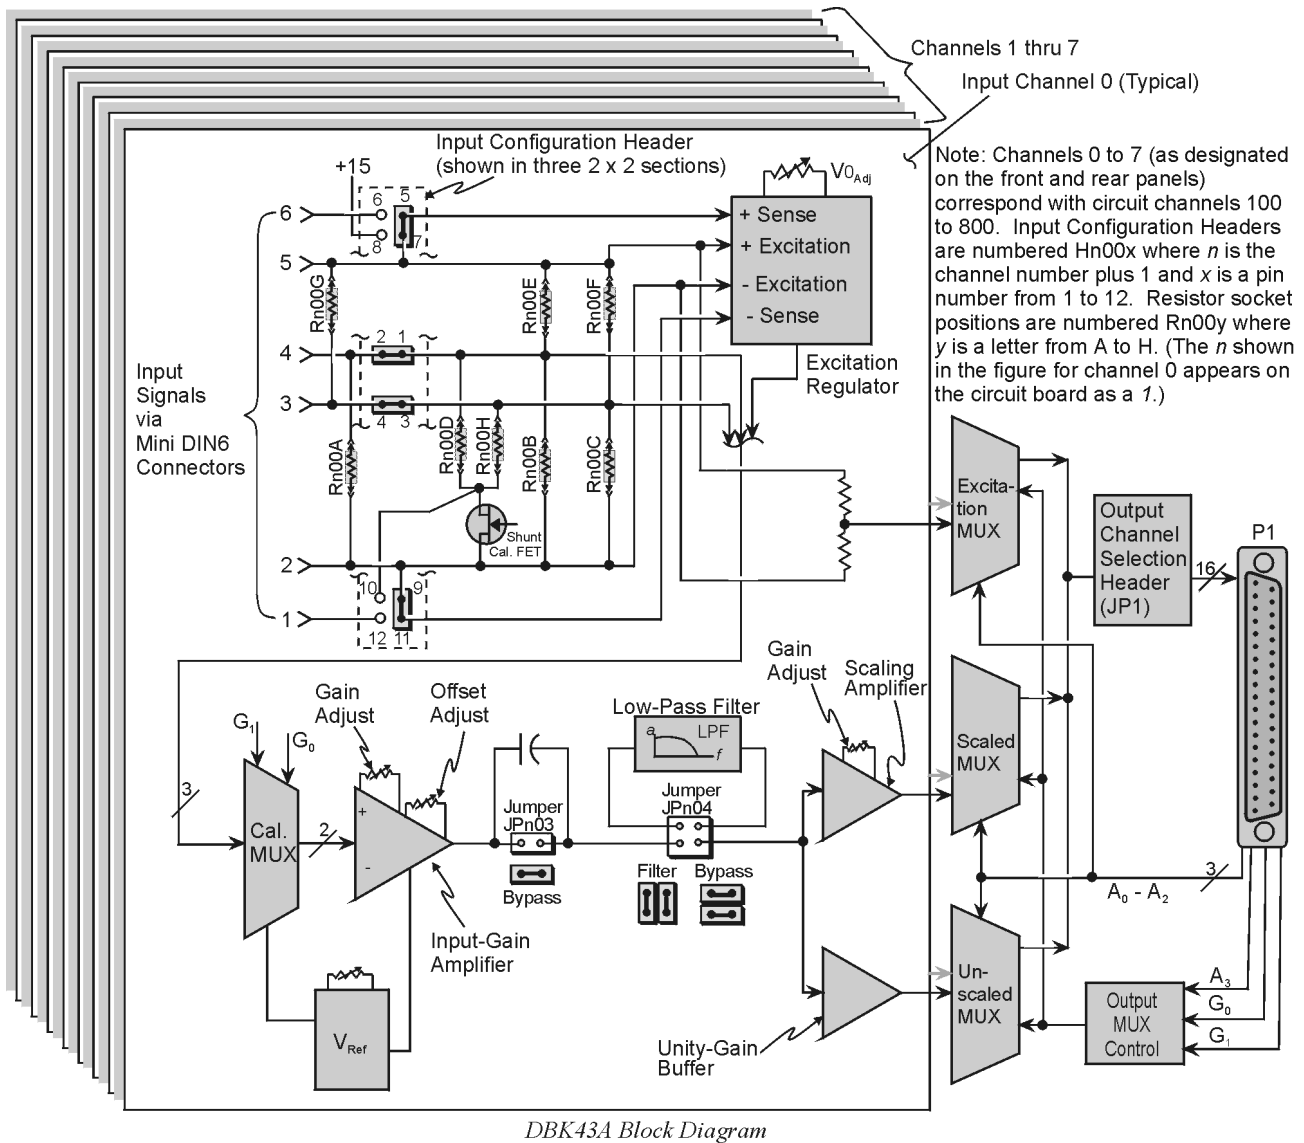 Channels 1 thru 7
Input Channel 0 (Typical)
Input Configuration Header
(shown in three 2 x 2 sections)
+15
V0Adj
Note: Channels 0 to 7 (as designated
on the front and rear panels)
correspond with circuit channels 100
to 800. Input Configuration Headers
are numbered Hn00x where n is the
channel number plus 1 and x is a pin
number from 1 to 12. Resistor socket
positions are numbered Rn00y where
y is a letter from A to H. (The n shown
in the figure for channel 0 appears on
the circuit board as a 1.)
6
6
5
8
7
+ Sense
+ Excitation
- Excitation
- Sense
Excitation
Regulator
5
Rn00G
Rn00E
Rn00F
4
2
1
Input
Signals
via
Mini DIN6
Connectors
3
4
3
Rn00A
Rn00D
Rn00H
Rn00B
Rn00C
Shunt
Cal. FET
2
10
9
1
12
11
Excita-
tion
MUX
Output
Channel
Selection
Header
(JP1)
16
P1
Gain
Adjust
Scaling
Amplifier
Gain
Adjust
Offset
Adjust
Low-Pass Filter
a
LPF
f
G1
G0
Scaled
MUX
3
Cal.
MUX
2
+
-
Jumper
JPn03
Bypass
Jumper
JPn04
Filter
Bypass
3
A0 - A2
Input-Gain
Amplifier
VRef
Un-
scaled
MUX
Unity-Gain
Buffer
Output
MUX
Control
A3
G0
G1
DBK43A Block Diagram